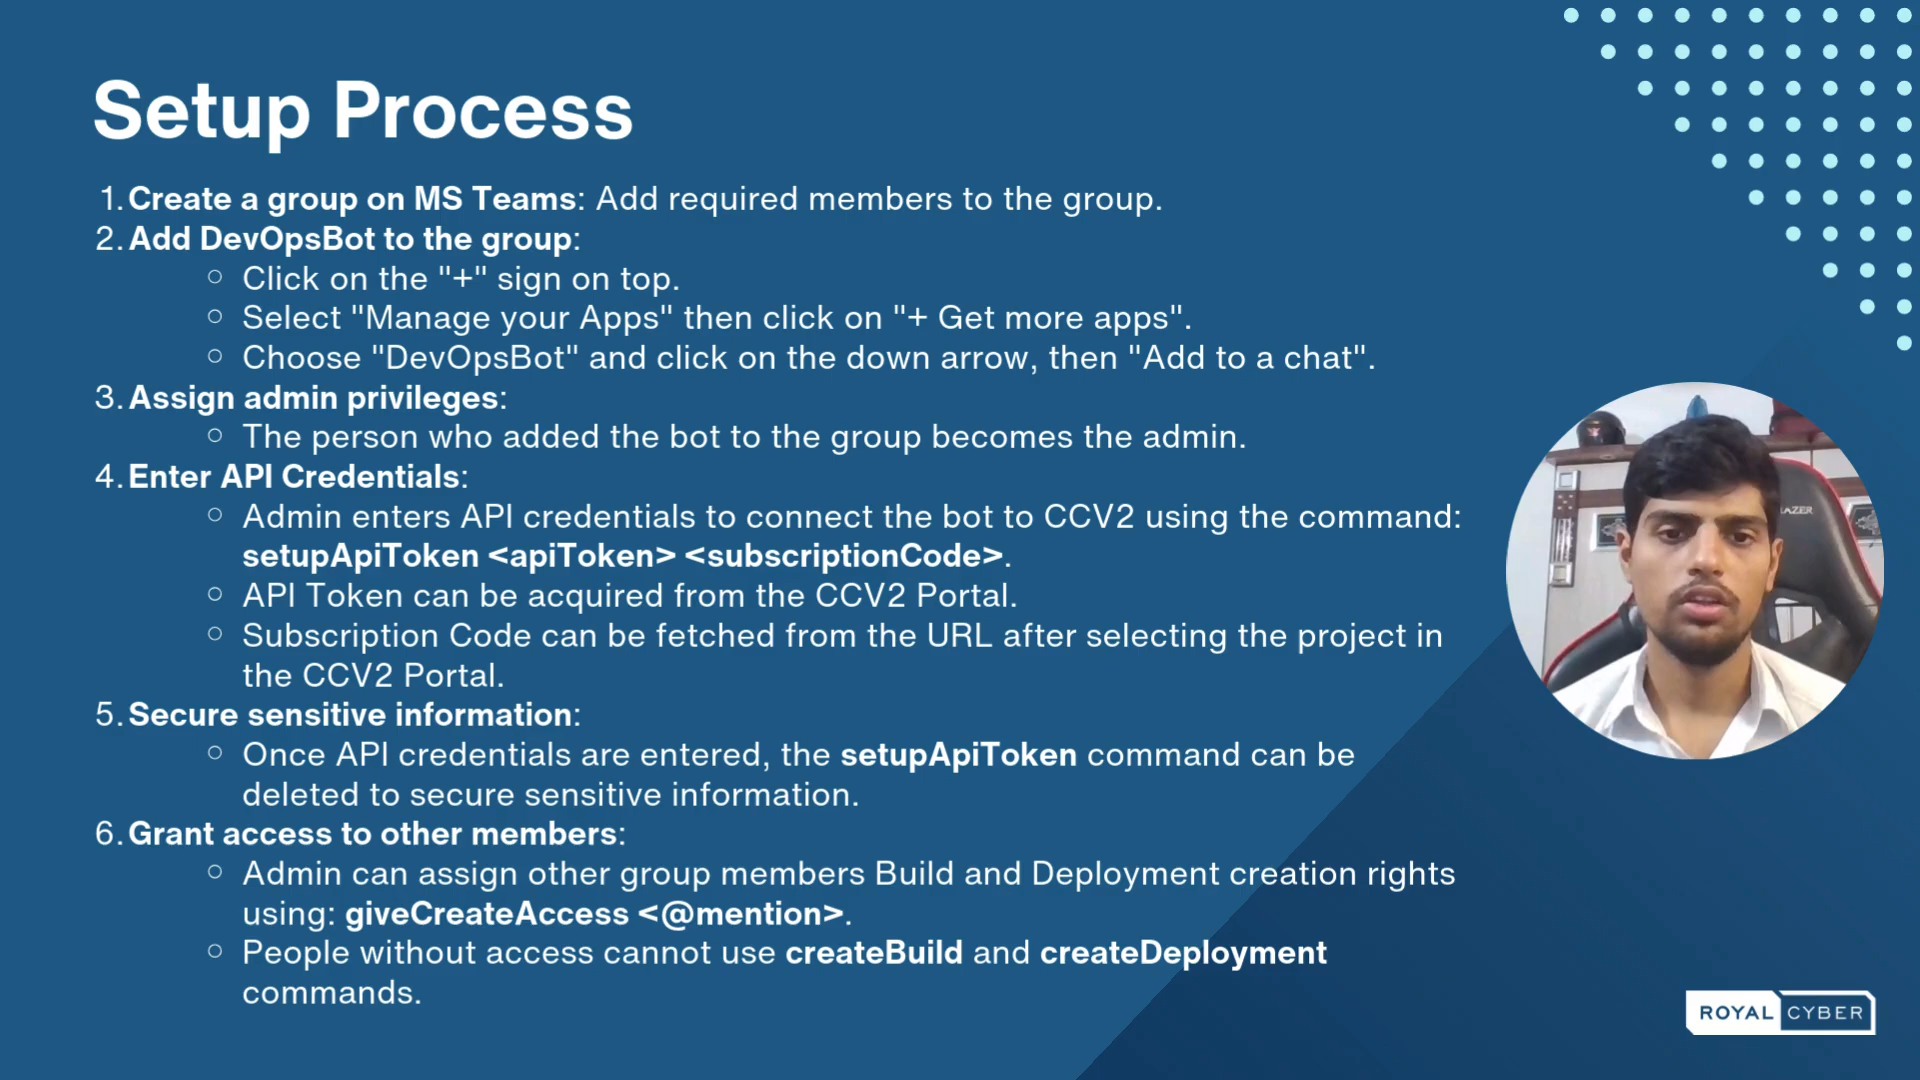 Setup Process
1. Create a group on MS Teams: Add required members to the group.
2. Add DevOpsBot to the group:
○ Click on the "+" sign on top.
○ Select "Manage your Apps" then click on "+ Get more apps".
○ Choose "DevOpsBot" and click on the down arrow, then "Add to a chat".
3. Assign admin privileges:
○ The person who added the bot to the group becomes the admin.
4. Enter API Credentials:
○ Admin enters API credentials to connect the bot to CCV2 using the command:
setupApiToken <apiToken> <subscriptionCode>.
○ API Token can be acquired from the CCV2 Portal.
○ Subscription Code can be fetched from the URL after selecting the project in
the CCV2 Portal.
5. Secure sensitive information:
○ Once API credentials are entered, the setupApiToken command can be
deleted to secure sensitive information.
6. Grant access to other members:
○ Admin can assign other group members Build and Deployment creation rights
using: giveCreateAccess <@mention>.
○ People without access cannot use createBuild and createDeployment
commands.
ROYAL CYBER